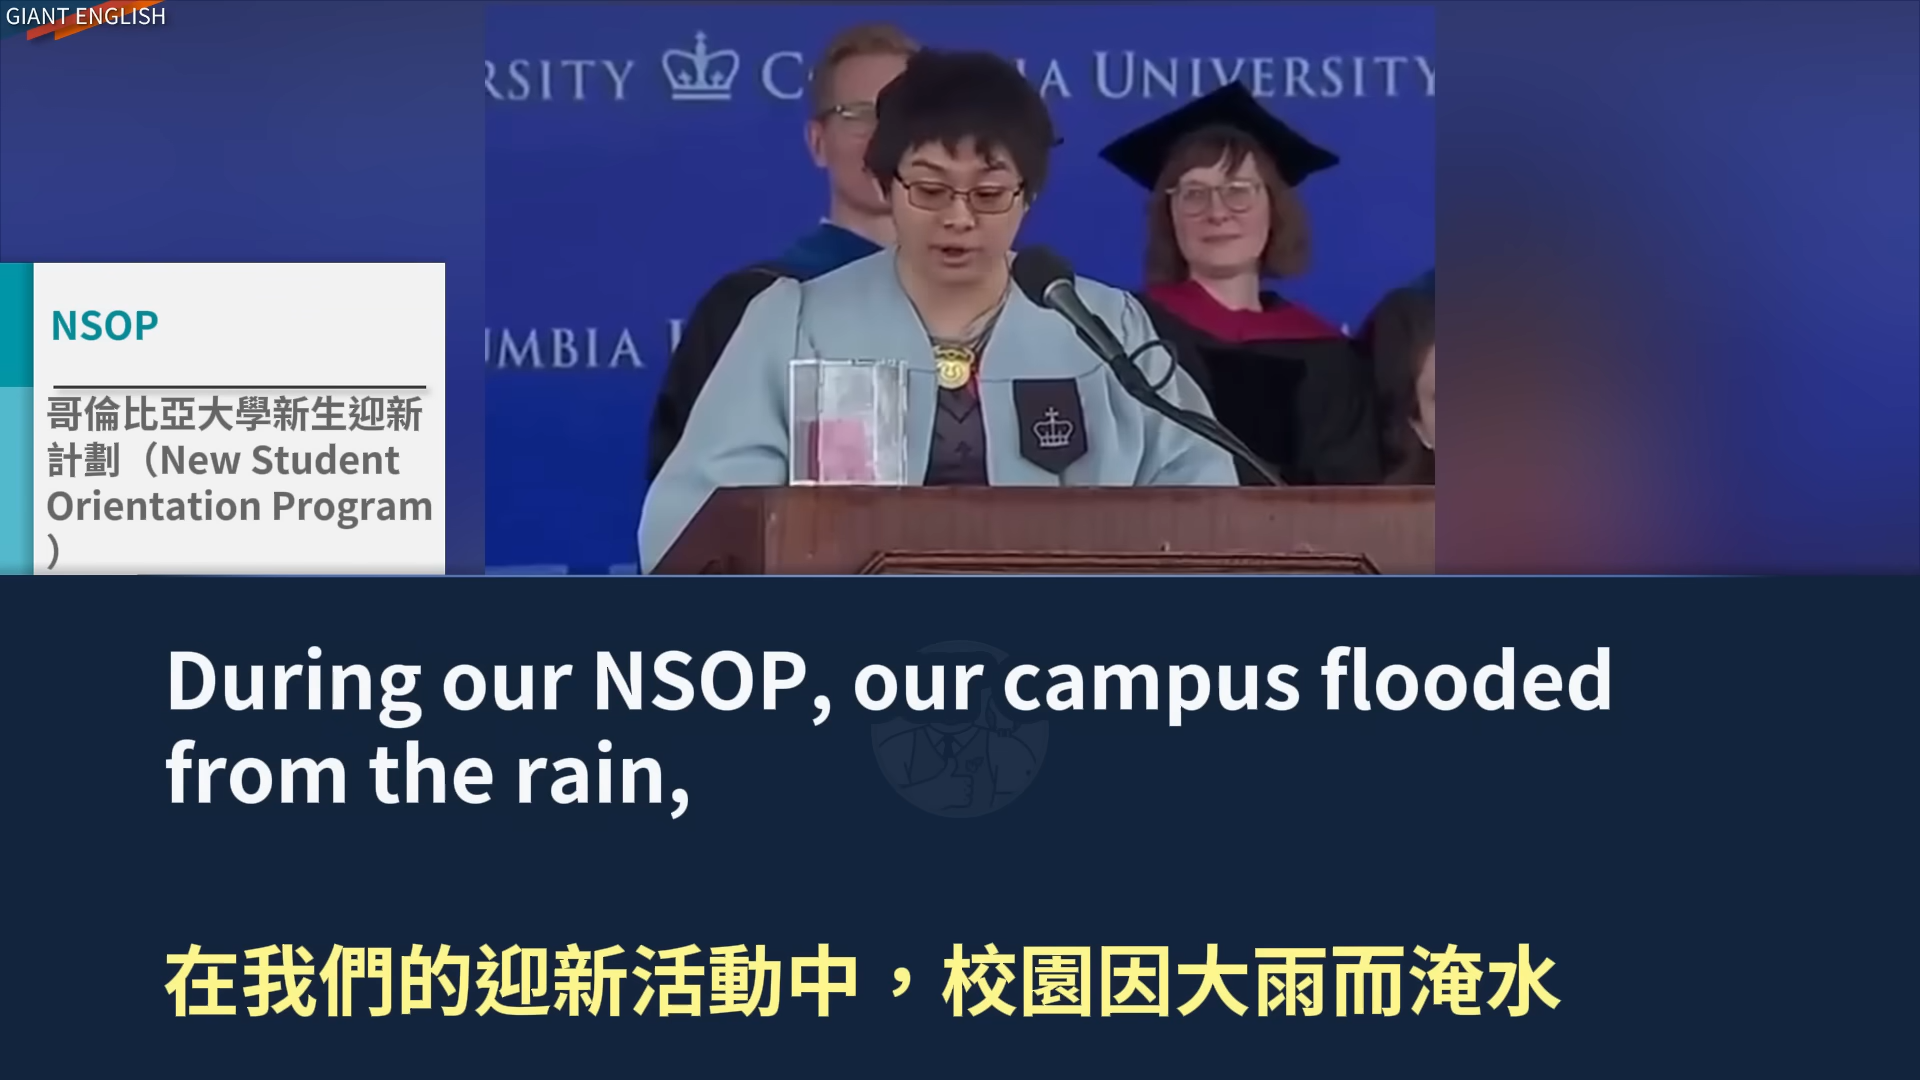 GIANT ENGLISH
RSITY C IA UNIVERSITY
UMBIA
NSOP
哥倫比亞大學新生迎新
計劃（New Student
Orientation Program
）
During our NSOP, our campus flooded
from the rain,
在我們的迎新活動中，校園因大雨而淹水